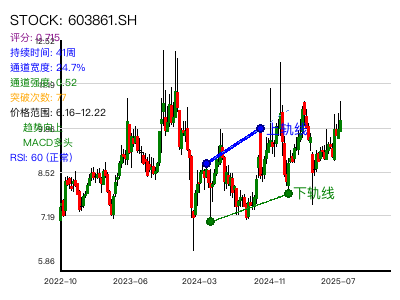 STOCK: 603861.SH
评分: 0.715
12.52
持续时间: 41周
通道宽度: 24.7%
通道强度: 0.52
突破次数: 77
价格范围: 6.16-12.22
趋势向上
MACD多头
RSI: 60 (正常)
上轨线
下轨线
8.52
7.19
5.86
2022-10
2023-06
2024-03
2024-11
2025-07